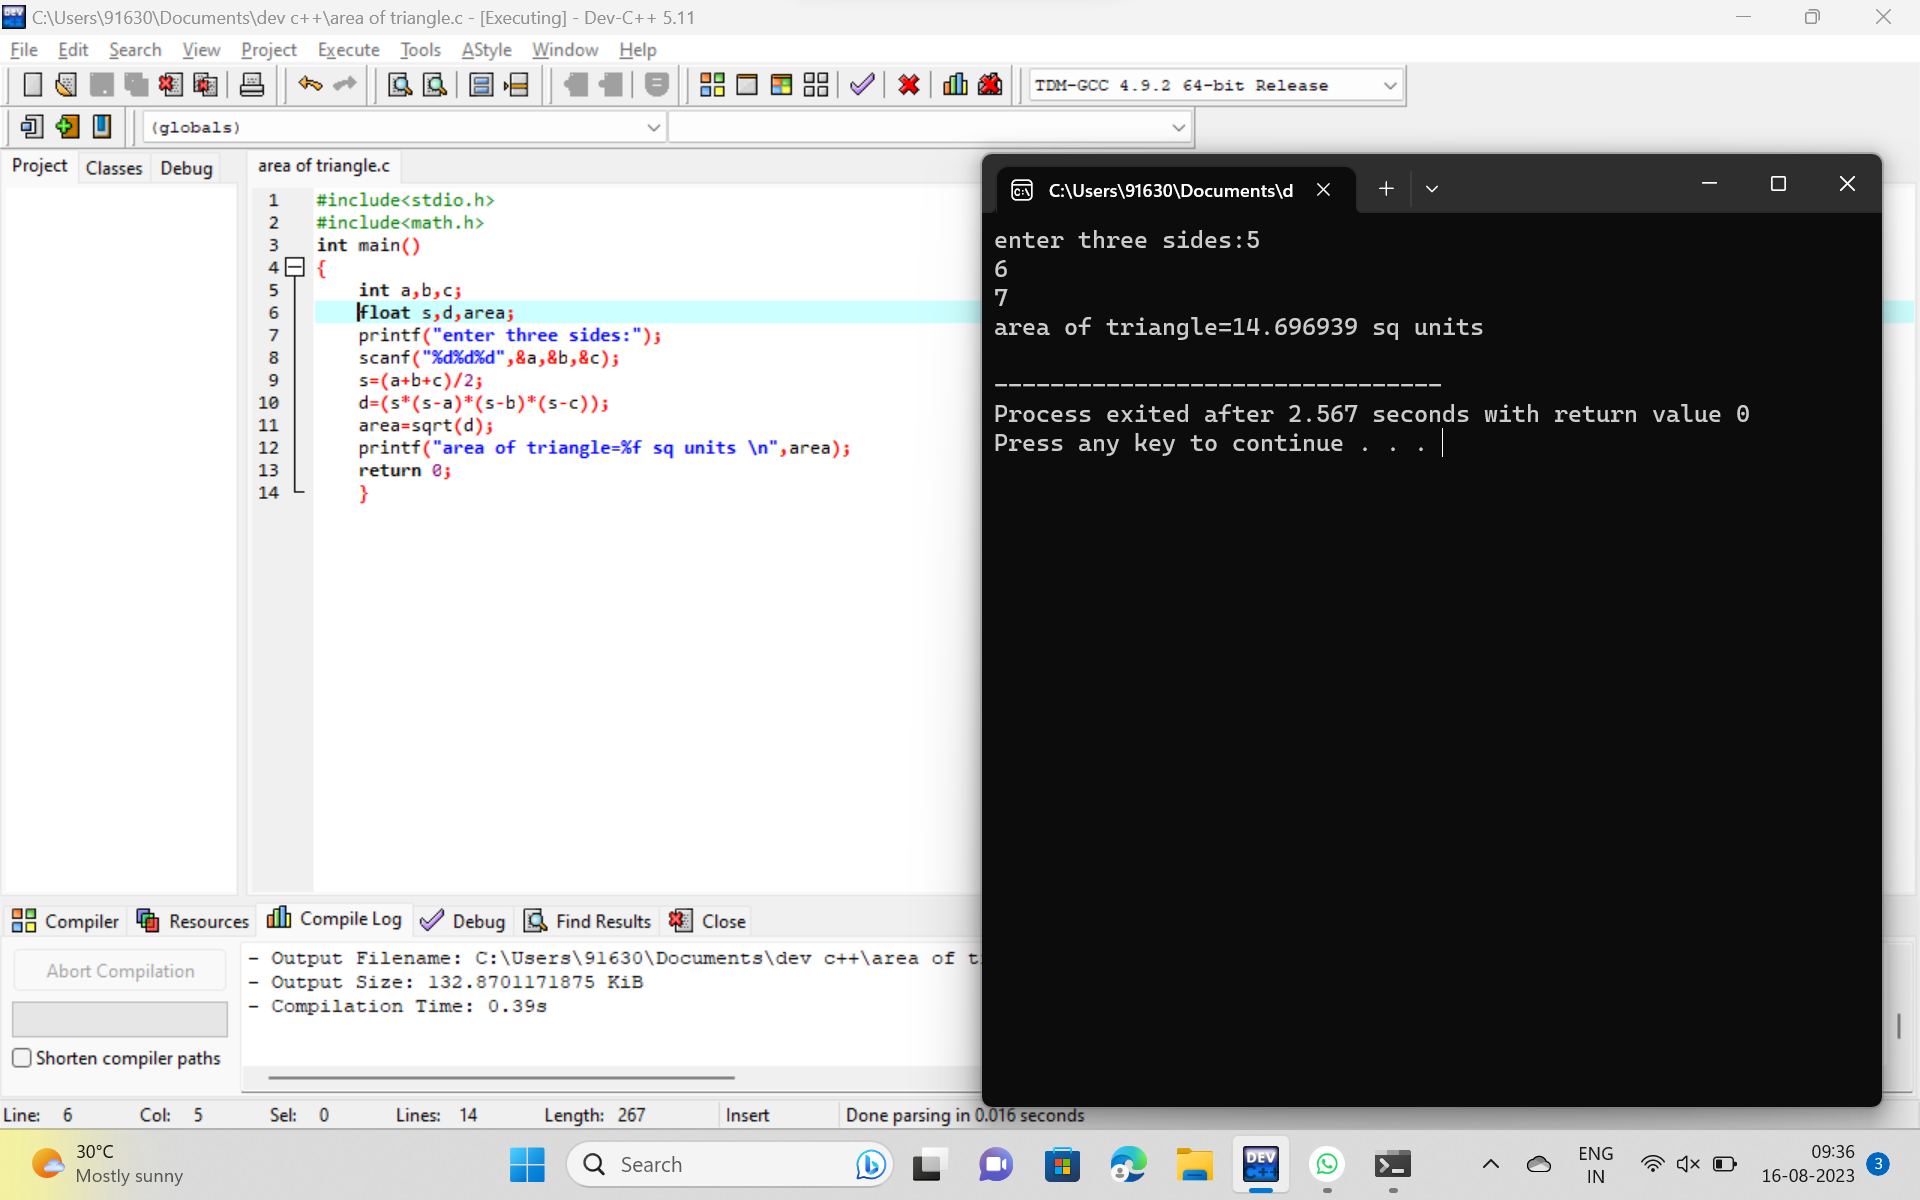 C:\Users\91630\Documents\dev c++\area of triangle.c - [Executing] - Dev-C++ 5.11
File Edit Search View Project Execute Tools AStyle Window Help
TDM-GCC 4.9.2 64-bit Release
(globals)
Project Classes Debug
area of triangle.c
1 #include<stdio.h>
2 #include<math.h>
3 int main()
4 {
5 int a,b,c;
6 float s,d,area;
7 printf("enter three sides:");
8 scanf("%d%d%d",&a,&b,&c);
9 s=(a+b+c)/2;
10 d=(s*(s-a)*(s-b)*(s-c));
11 area=sqrt(d);
12 printf("area of triangle=%f sq units \n",area);
13 return 0;
14 }
C:\Users\91630\Documents\d
enter three sides:5
6
7
area of triangle=14.696939 sq units
--------------------------------
Process exited after 2.567 seconds with return value 0
Press any key to continue . . .
Compiler Resources Compile Log Debug Find Results Close
Abort Compilation
Shorten compiler paths
- Output Filename: C:\Users\91630\Documents\dev c++\area of t
- Output Size: 132.8701171875 KiB
- Compilation Time: 0.39s
Line: 6 Col: 5 Sel: 0 Lines: 14 Length: 267 Insert Done parsing in 0.016 seconds
30°C
Mostly sunny
Search
DEV
C++
ENG
IN
09:36
16-08-2023
3